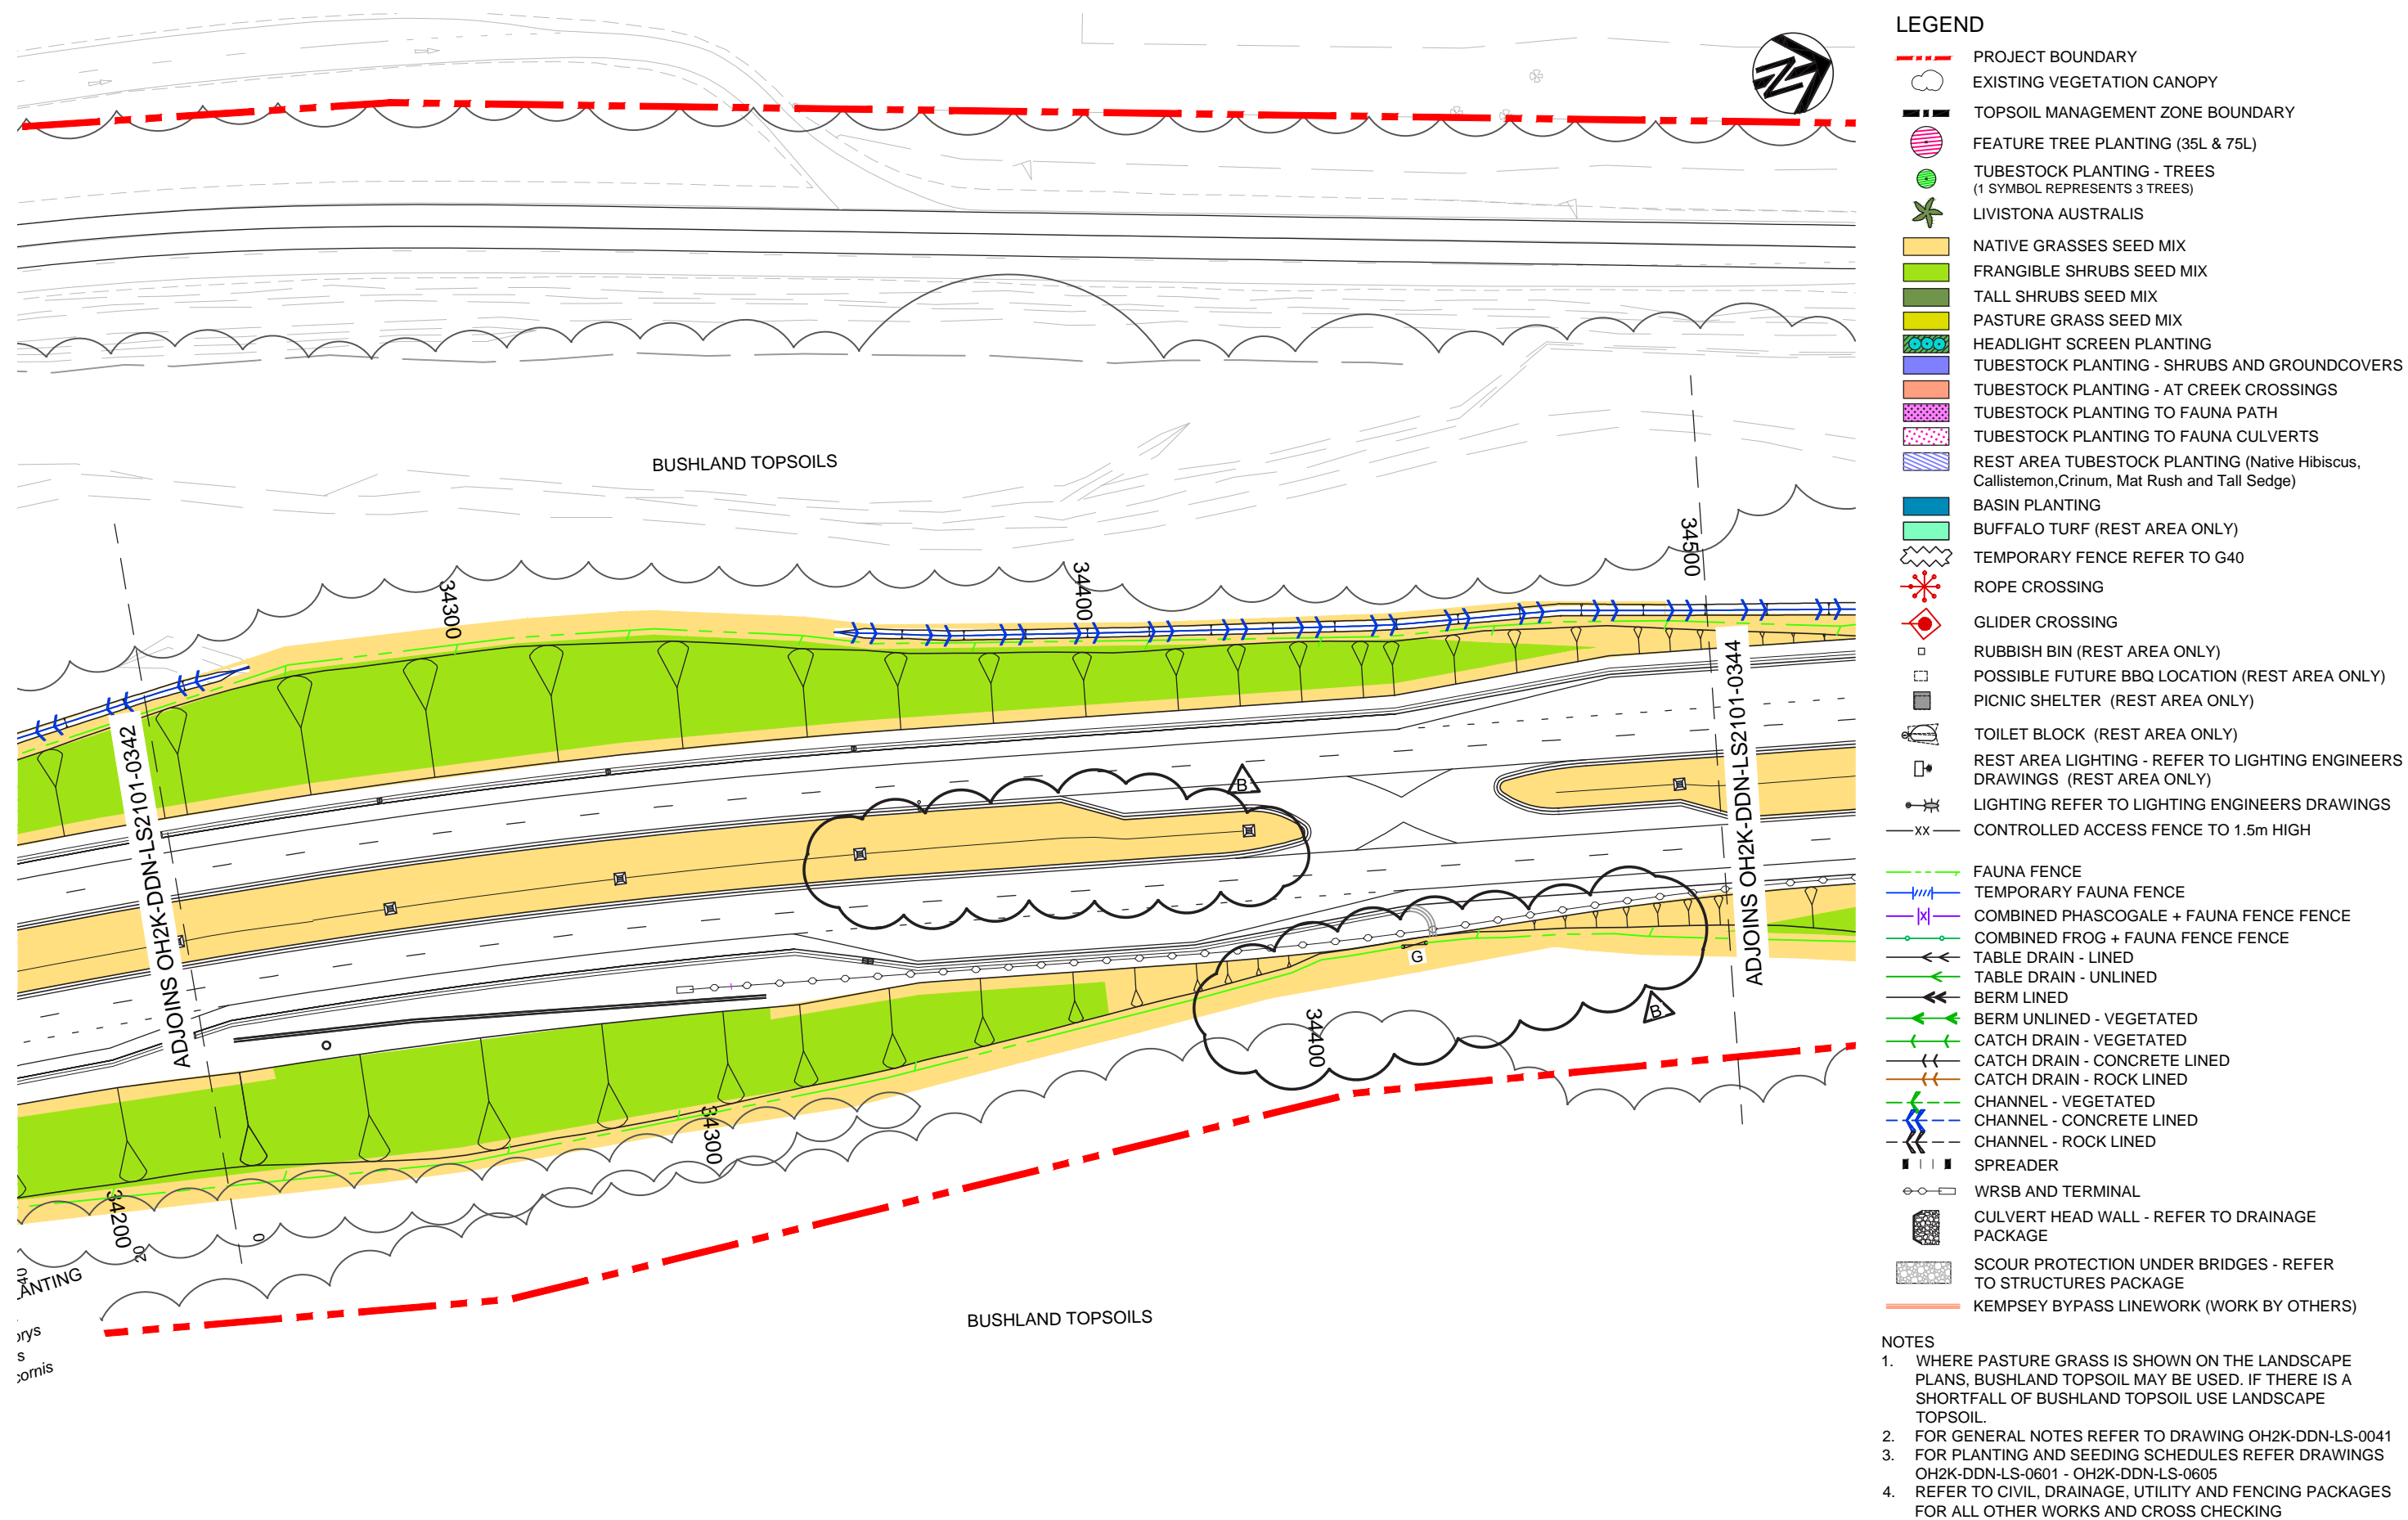 BUSHLAND TOPSOILS
34300
34400
34500
ADJOINS OH2K-DDN-LS2101-0342
ADJOINS OH2K-DDN-LS2101-0344
B
G
B
34400
34300
34200
20
0
40
LANTING
orys
s
cornis
BUSHLAND TOPSOILS
N
LEGEND
PROJECT BOUNDARY
EXISTING VEGETATION CANOPY
TOPSOIL MANAGEMENT ZONE BOUNDARY
FEATURE TREE PLANTING (35L & 75L)
TUBESTOCK PLANTING - TREES
(1 SYMBOL REPRESENTS 3 TREES)
LIVISTONA AUSTRALIS
NATIVE GRASSES SEED MIX
FRANGIBLE SHRUBS SEED MIX
TALL SHRUBS SEED MIX
PASTURE GRASS SEED MIX
HEADLIGHT SCREEN PLANTING
TUBESTOCK PLANTING - SHRUBS AND GROUNDCOVERS
TUBESTOCK PLANTING - AT CREEK CROSSINGS
TUBESTOCK PLANTING TO FAUNA PATH
TUBESTOCK PLANTING TO FAUNA CULVERTS
REST AREA TUBESTOCK PLANTING (Native Hibiscus,
Callistemon,Crinum, Mat Rush and Tall Sedge)
BASIN PLANTING
BUFFALO TURF (REST AREA ONLY)
TEMPORARY FENCE REFER TO G40
ROPE CROSSING
GLIDER CROSSING
RUBBISH BIN (REST AREA ONLY)
POSSIBLE FUTURE BBQ LOCATION (REST AREA ONLY)
PICNIC SHELTER (REST AREA ONLY)
TOILET BLOCK (REST AREA ONLY)
REST AREA LIGHTING - REFER TO LIGHTING ENGINEERS
DRAWINGS (REST AREA ONLY)
LIGHTING REFER TO LIGHTING ENGINEERS DRAWINGS
XX CONTROLLED ACCESS FENCE TO 1.5m HIGH
FAUNA FENCE
TEMPORARY FAUNA FENCE
COMBINED PHASCOGALE + FAUNA FENCE FENCE
COMBINED FROG + FAUNA FENCE FENCE
TABLE DRAIN - LINED
TABLE DRAIN - UNLINED
BERM LINED
BERM UNLINED - VEGETATED
CATCH DRAIN - VEGETATED
CATCH DRAIN - CONCRETE LINED
CATCH DRAIN - ROCK LINED
CHANNEL - VEGETATED
CHANNEL - CONCRETE LINED
CHANNEL - ROCK LINED
SPREADER
WRSB AND TERMINAL
CULVERT HEAD WALL - REFER TO DRAINAGE
PACKAGE
SCOUR PROTECTION UNDER BRIDGES - REFER
TO STRUCTURES PACKAGE
KEMPSEY BYPASS LINEWORK (WORK BY OTHERS)
NOTES
1. WHERE PASTURE GRASS IS SHOWN ON THE LANDSCAPE
PLANS, BUSHLAND TOPSOIL MAY BE USED. IF THERE IS A
SHORTFALL OF BUSHLAND TOPSOIL USE LANDSCAPE
TOPSOIL.
2. FOR GENERAL NOTES REFER TO DRAWING OH2K-DDN-LS-0041
3. FOR PLANTING AND SEEDING SCHEDULES REFER DRAWINGS
OH2K-DDN-LS-0601 - OH2K-DDN-LS-0605
4. REFER TO CIVIL, DRAINAGE, UTILITY AND FENCING PACKAGES
FOR ALL OTHER WORKS AND CROSS CHECKING